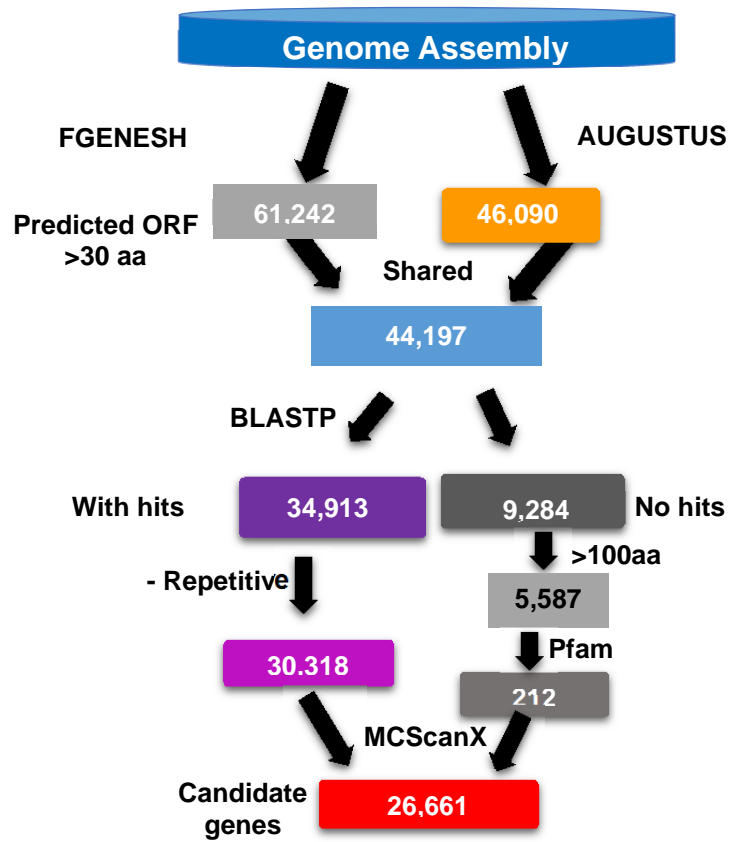 Genome Assembly
FGENESH
AUGUSTUS
Predicted ORF
>30 aa
61,242
46,090
Shared
44,197
BLASTP
With hits
34,913
9,284
No hits
>100aa
- Repetitive
5,587
Pfam
30.318
212
MCScanX
Candidate
genes
26,661